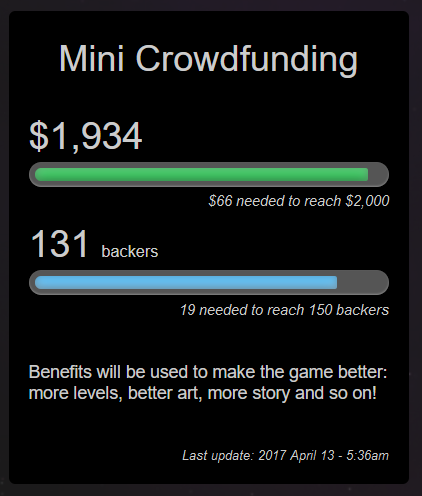 Mini Crowdfunding
$1,934
$66 needed to reach $2,000
131 backers
19 needed to reach 150 backers
Benefits will be used to make the game better:
more levels, better art, more story and so on!
Last update: 2017 April 13 - 5:36am